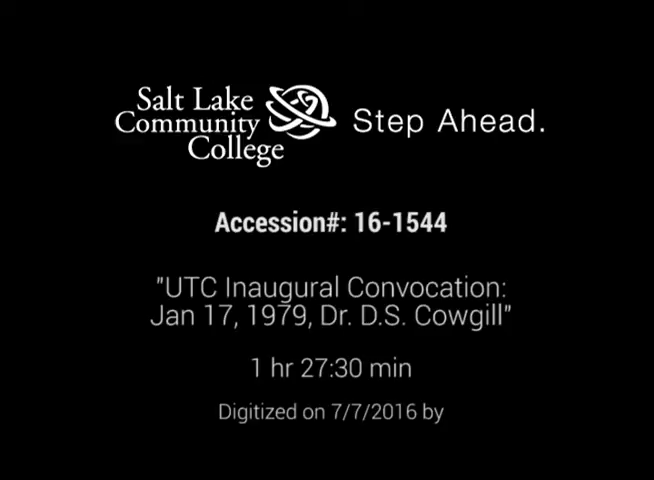 Salt Lake
Community
College
Step Ahead.
Accession#: 16-1544
"UTC Inaugural Convocation:
Jan 17, 1979, Dr. D.S. Cowgill"
1 hr 27:30 min
Digitized on 7/7/2016 by